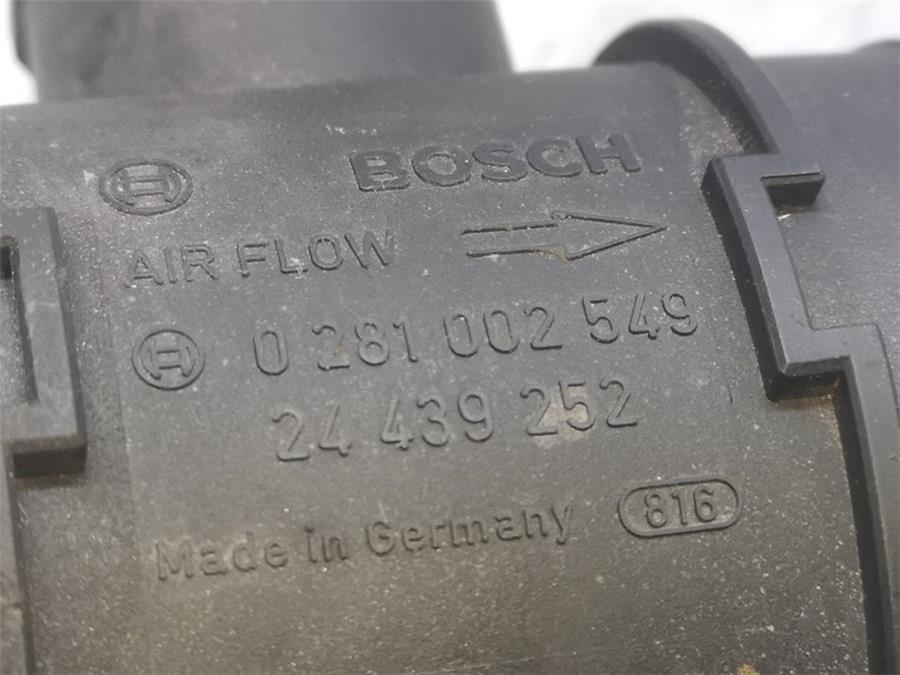 BOSCH
AIR FLOW
0 281 002 549
24 439 252
Made in Germany 816